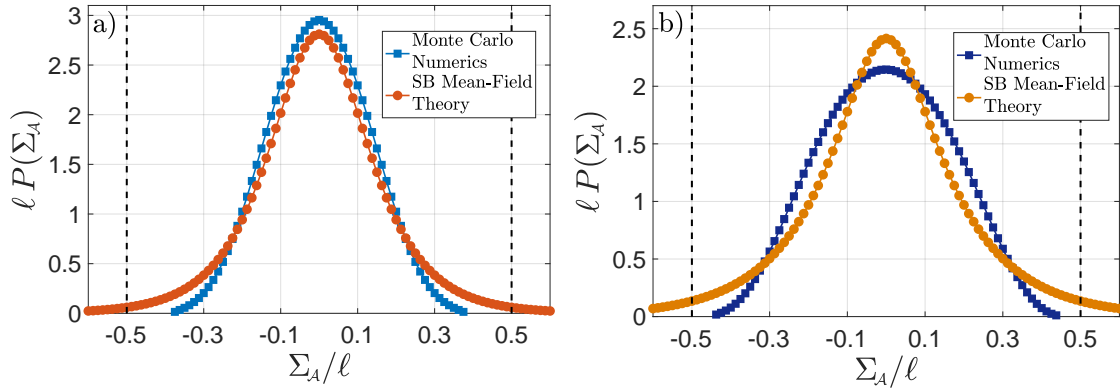 a)
3
2.5
2
1.5
1
0.5
0
-0.5
-0.3
-0.1
0.1
0.3
0.5
Σ_A/ℓ
ℓ P(Σ_A)
Monte Carlo
Numerics
SB Mean-Field
Theory
b)
2.5
2
1.5
1
0.5
0
-0.5
-0.3
-0.1
0.1
0.3
0.5
Σ_A/ℓ
ℓ P(Σ_A)
Monte Carlo
Numerics
SB Mean-Field
Theory